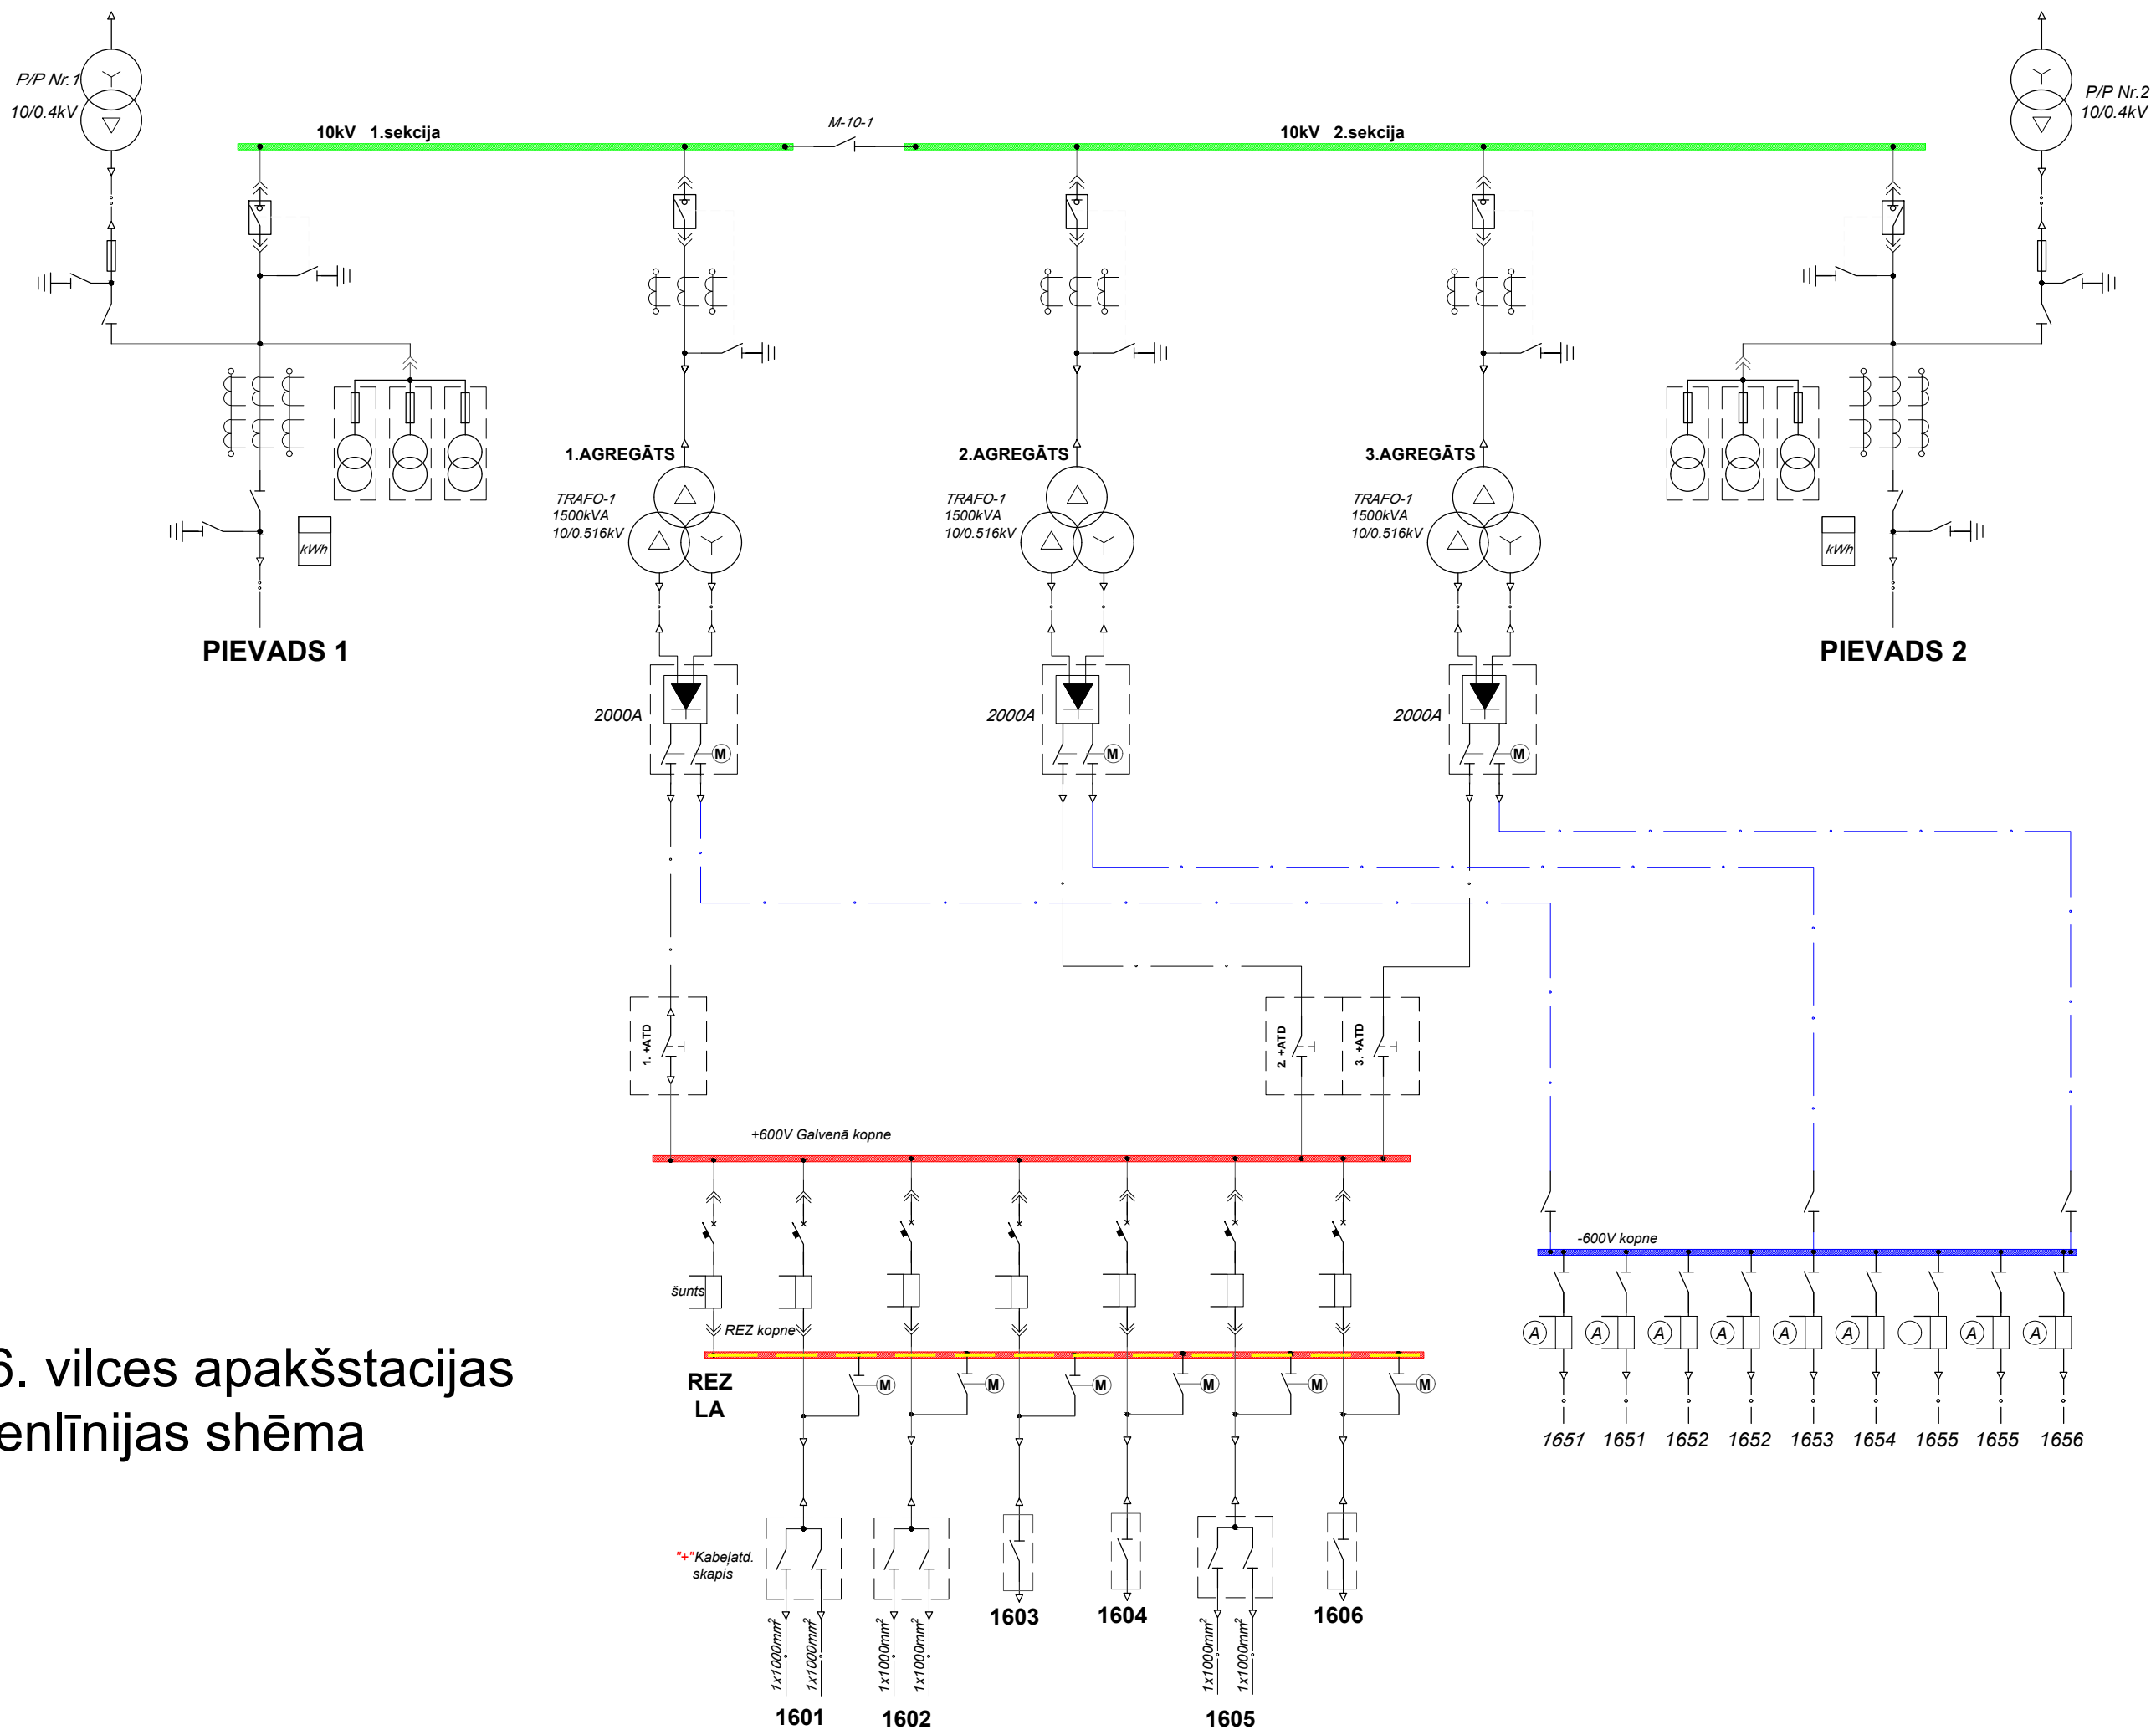 P/P Nr.1
10/0.4kV
10kV 1.sekcija
M-10-1
10kV 2.sekcija
P/P Nr.2
10/0.4kV
1.AGREGĀTS
TRAFO-1
1500kVA
10/0.516kV
2.AGREGĀTS
TRAFO-1
1500kVA
10/0.516kV
3.AGREGĀTS
TRAFO-1
1500kVA
10/0.516kV
kWh
kWh
PIEVADS 1
PIEVADS 2
2000A
M
2000A
M
2000A
M
1. +ATD
2. +ATD
3. +ATD
+600V Galvenā kopne
-600V kopne
šunts
REZ kopne
A
A
A
A
A
A
A
A
1651
1651
1652
1652
1653
1654
1655
1655
1656
6. vilces apakšstacijas
enlīnijas shēma
REZ
LA
M
M
M
M
M
M
"+"Kabeļatd.
skapis
1603
1604
1606
1x1000mm²
1x1000mm²
1x1000mm²
1x1000mm²
1x1000mm²
1x1000mm²
1601
1602
1605